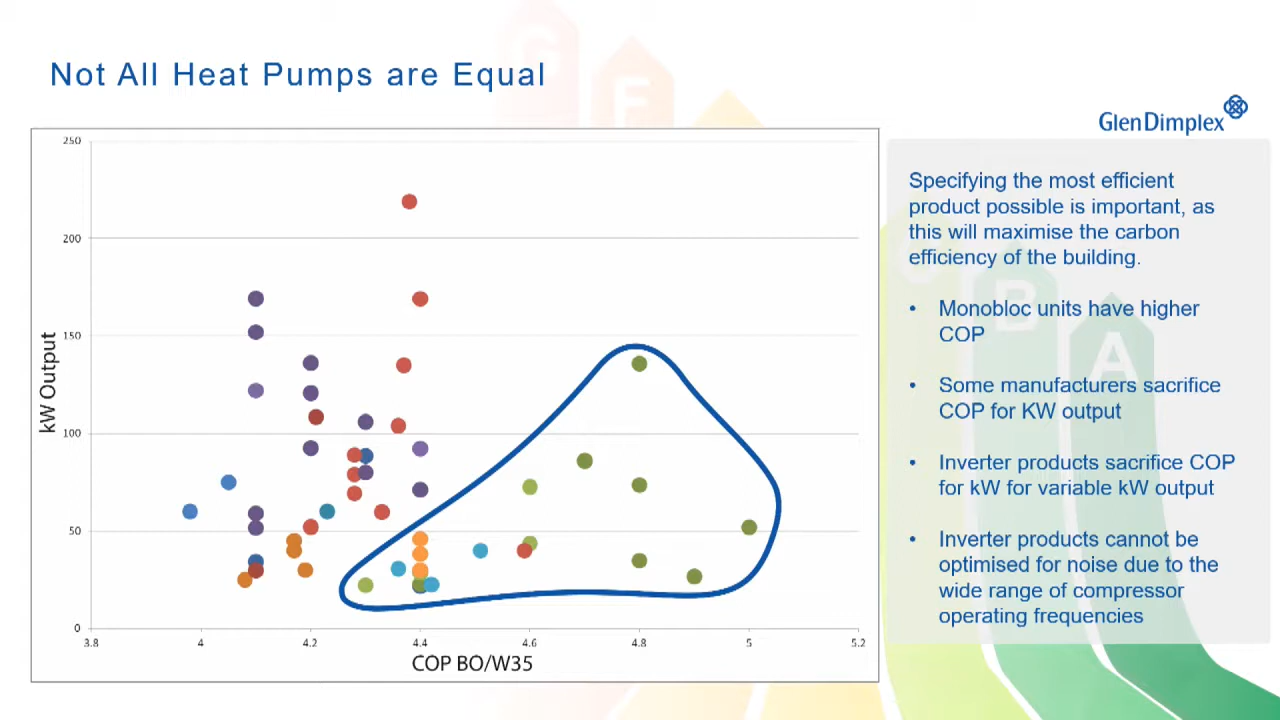 Not All Heat Pumps are Equal
GlenDimplex
250
200
150
100
50
0
kW Output
3.8 4 4.2 4.4 4.6 4.8 5 5.2
COP BO/W35
Specifying the most efficient
product possible is important, as
this will maximise the carbon
efficiency of the building.
• Monobloc units have higher
COP
• Some manufacturers sacrifice
COP for KW output
• Inverter products sacrifice COP
for kW for variable kW output
• Inverter products cannot be
optimised for noise due to the
wide range of compressor
operating frequencies
G
F
B
A